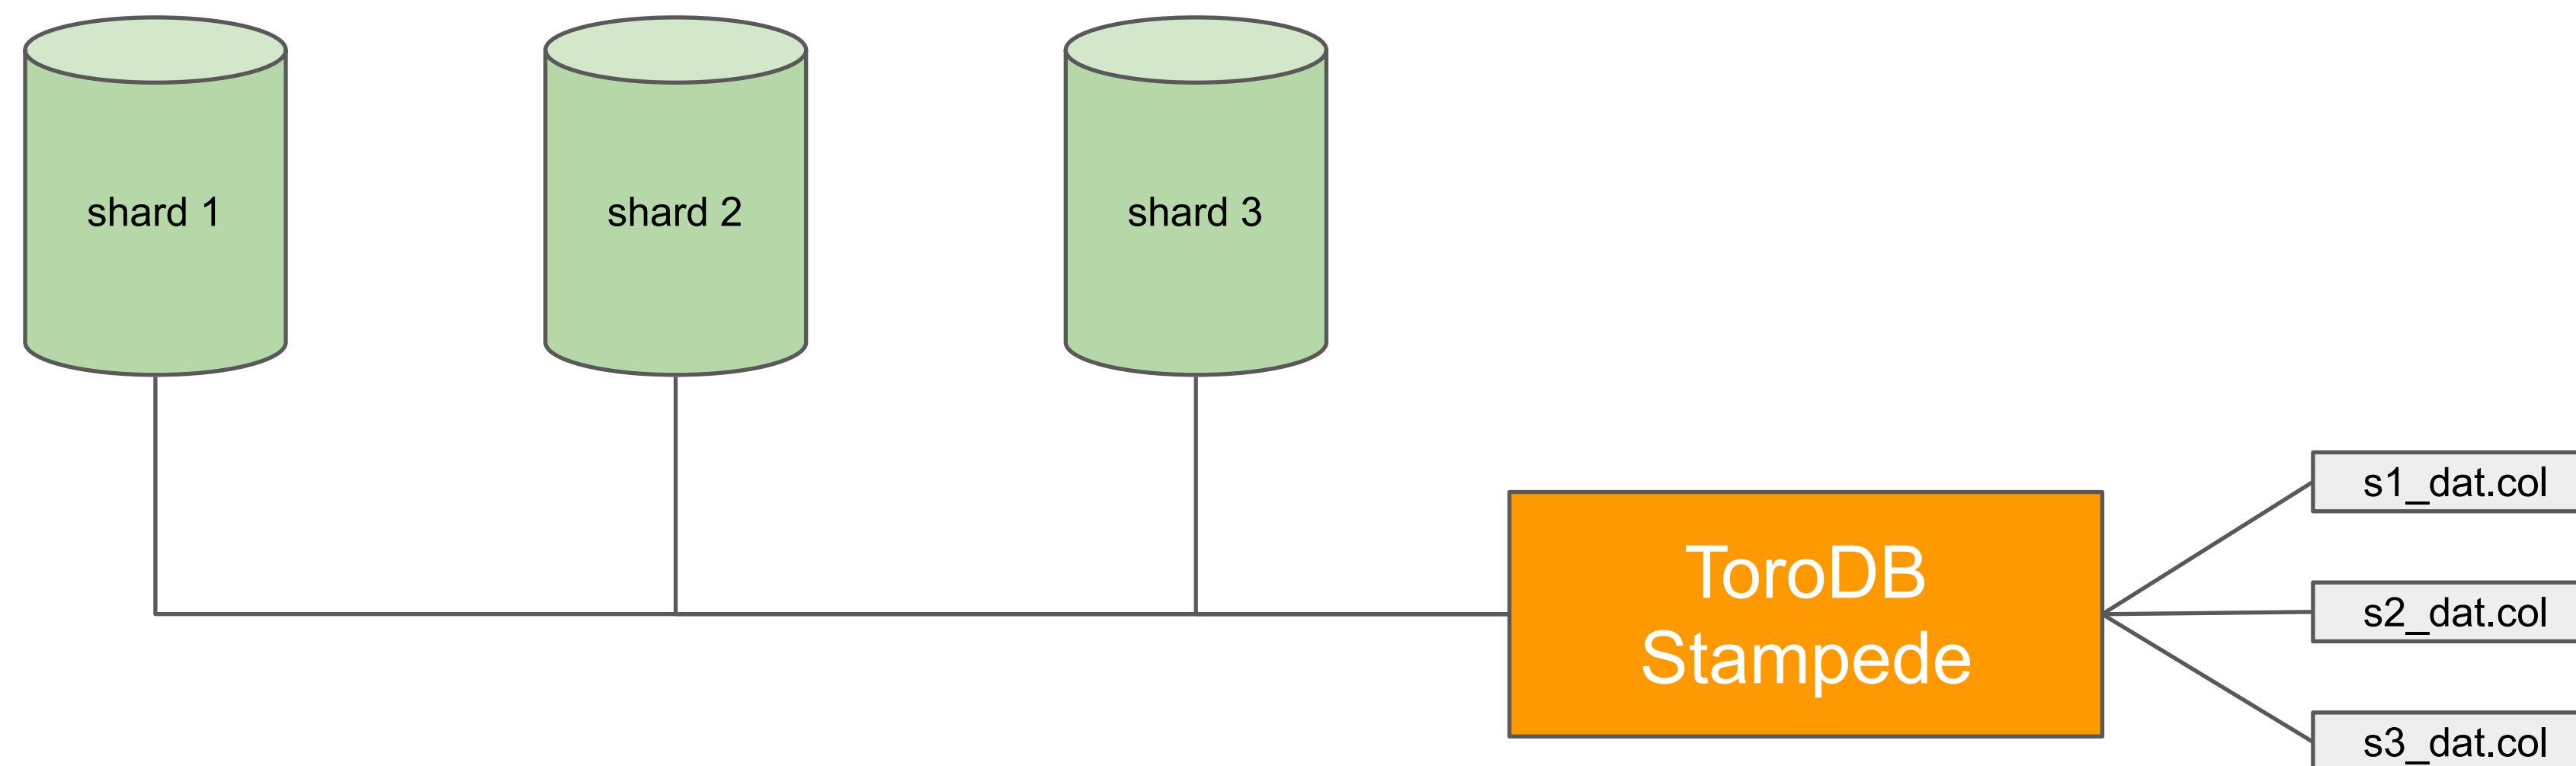 shard 1
shard 2
shard 3
ToroDB
Stampede
s1_dat.col
s2_dat.col
s3_dat.col